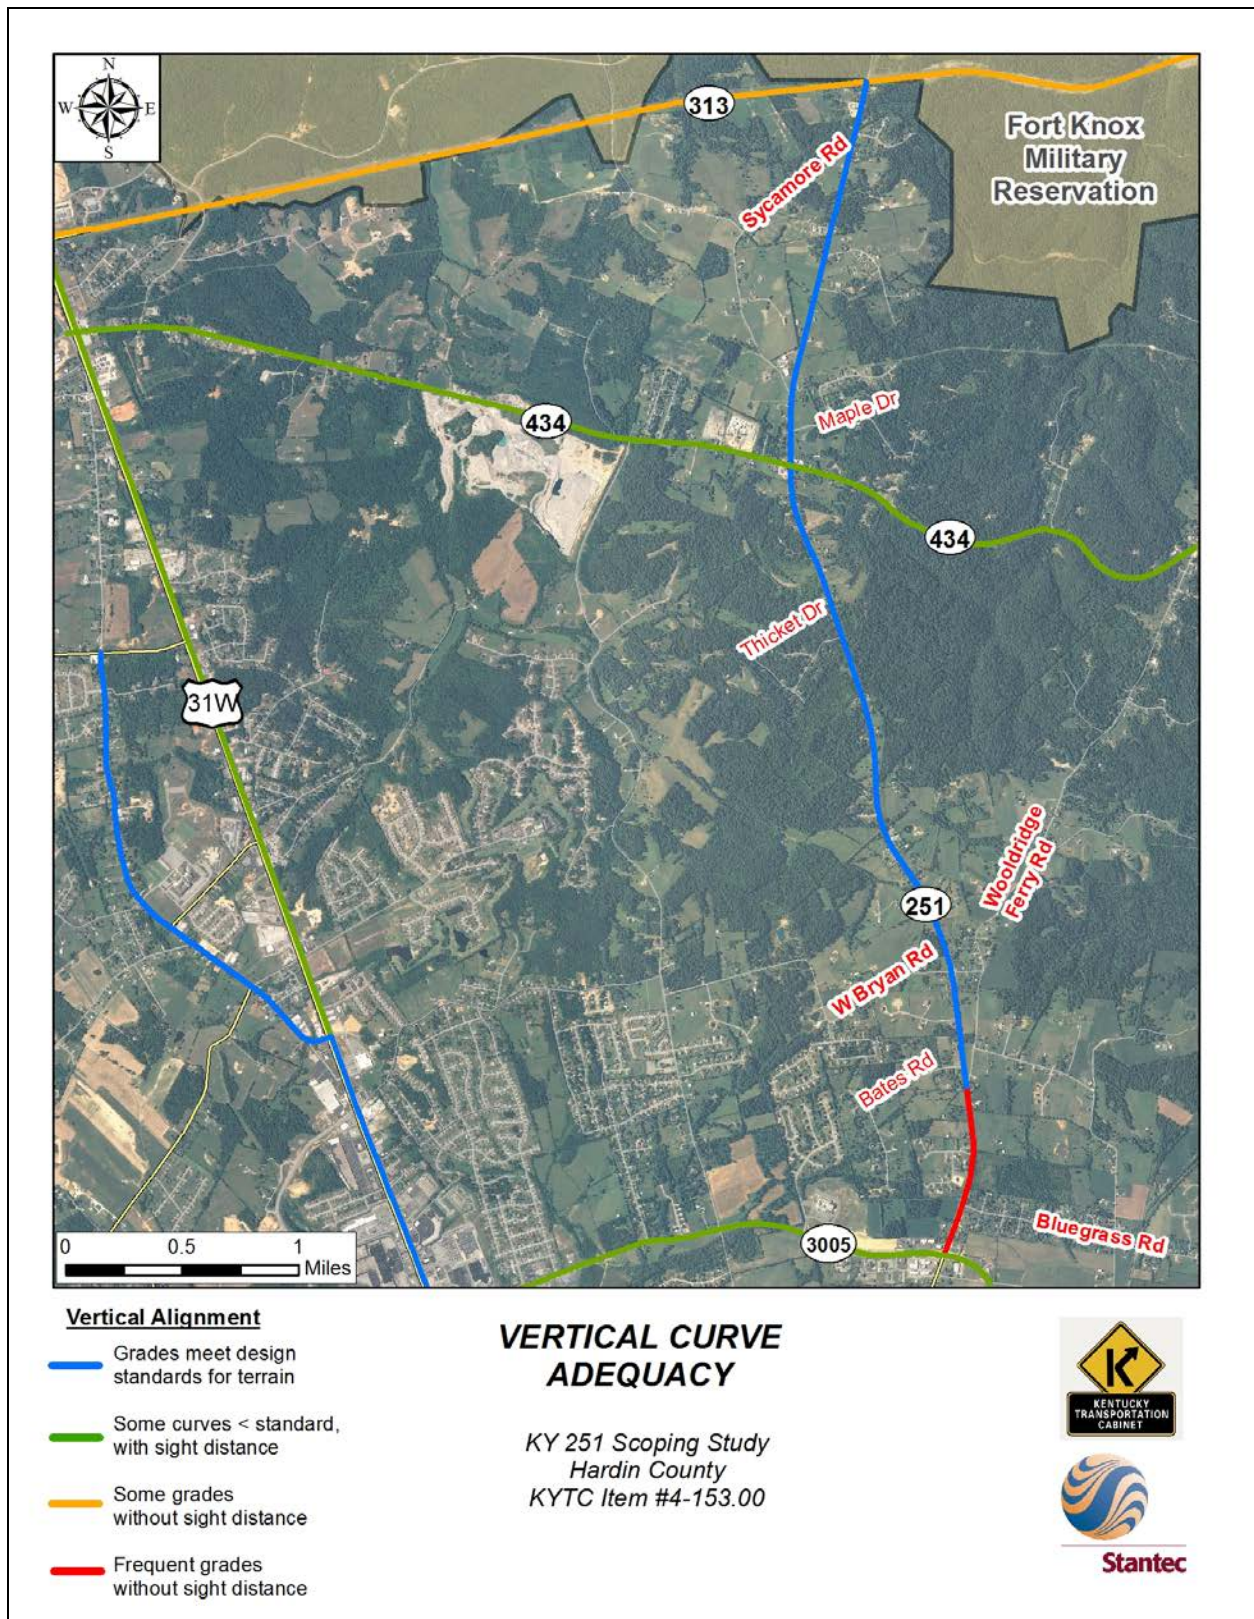 N
W
E
S
313
Fort Knox
Military
Reservation
Sycamore Rd
Maple Dr
434
434
Thicket Dr
31W
Wooldridge
Ferry Rd
251
W Bryan Rd
Bates Rd
Bluegrass Rd
3005
0 0.5 1
Miles
Vertical Alignment
Grades meet design
standards for terrain
Some curves < standard,
with sight distance
Some grades
without sight distance
Frequent grades
without sight distance
VERTICAL CURVE
ADEQUACY
KY 251 Scoping Study
Hardin County
KYTC Item #4-153.00
K
KENTUCKY
TRANSPORTATION
CABINET
Stantec